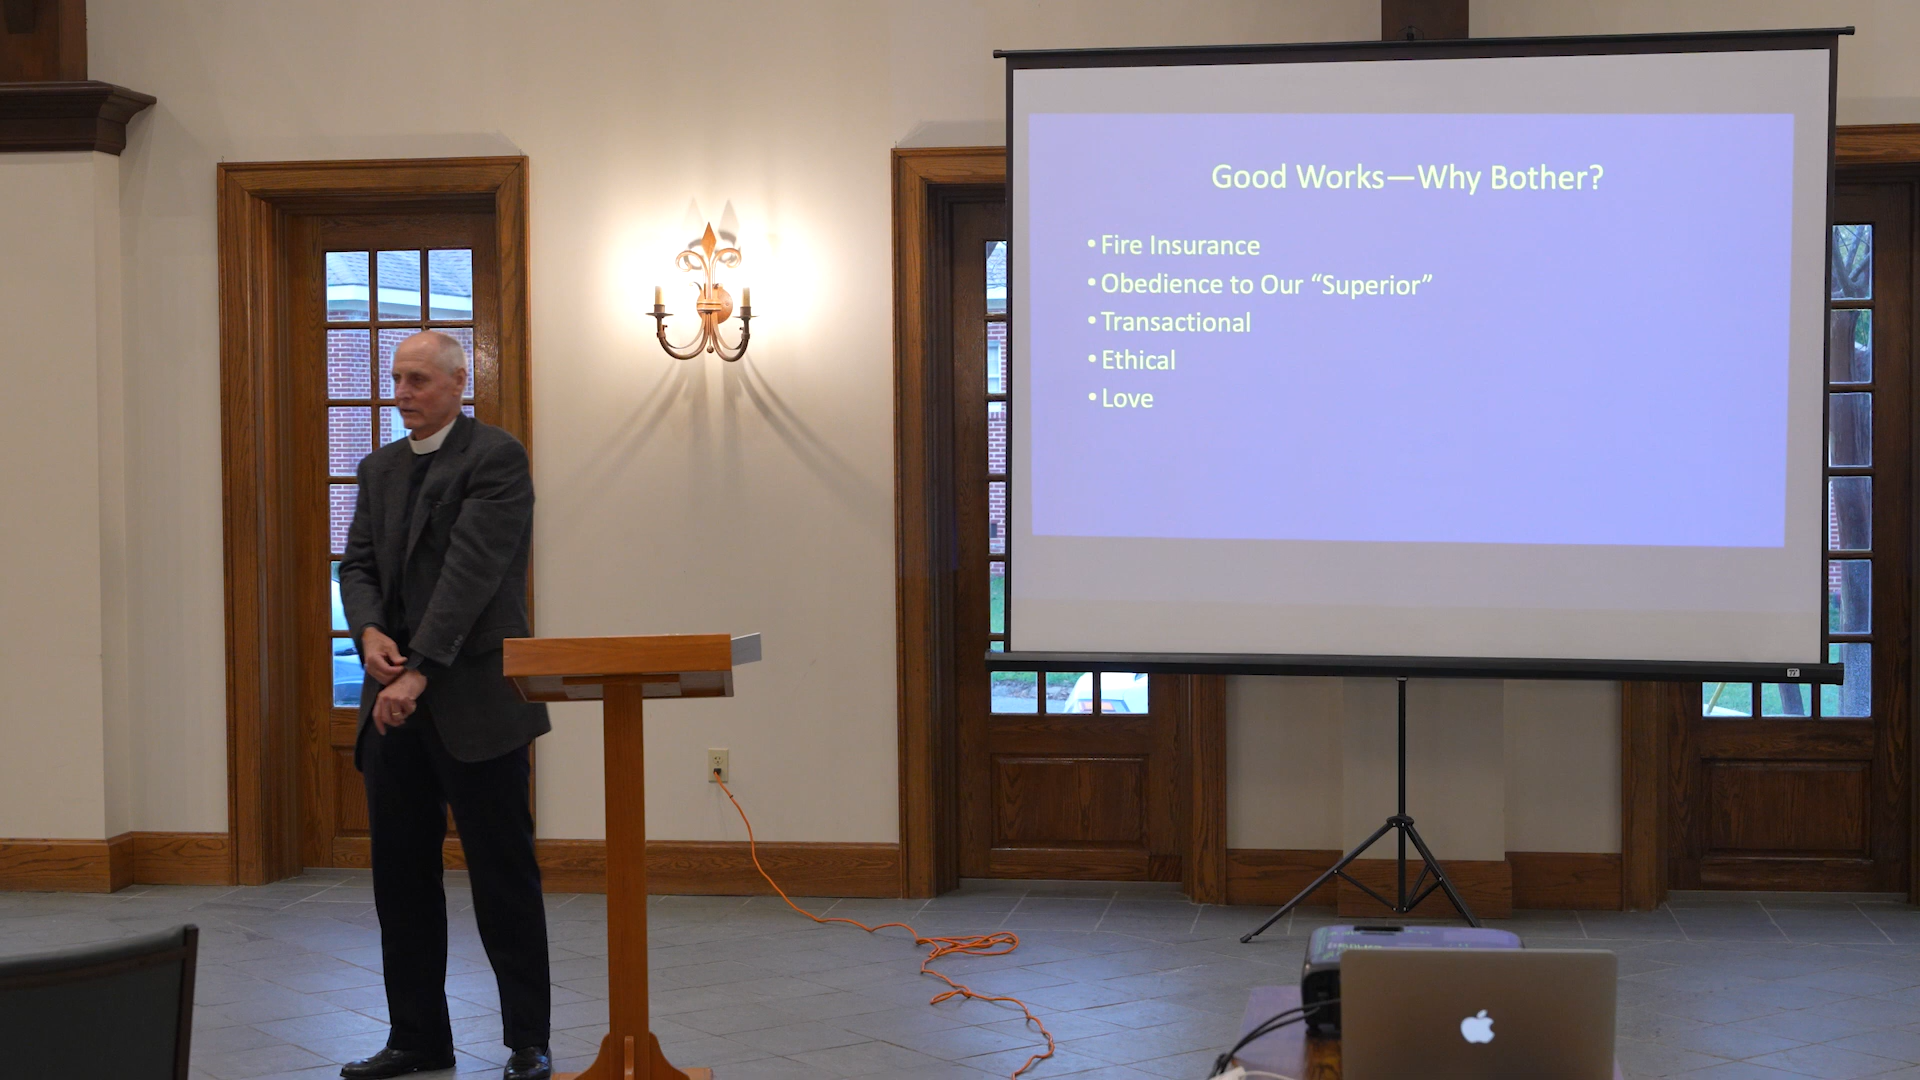 Good Works—Why Bother?
• Fire Insurance
• Obedience to Our “Superior”
• Transactional
• Ethical
• Love